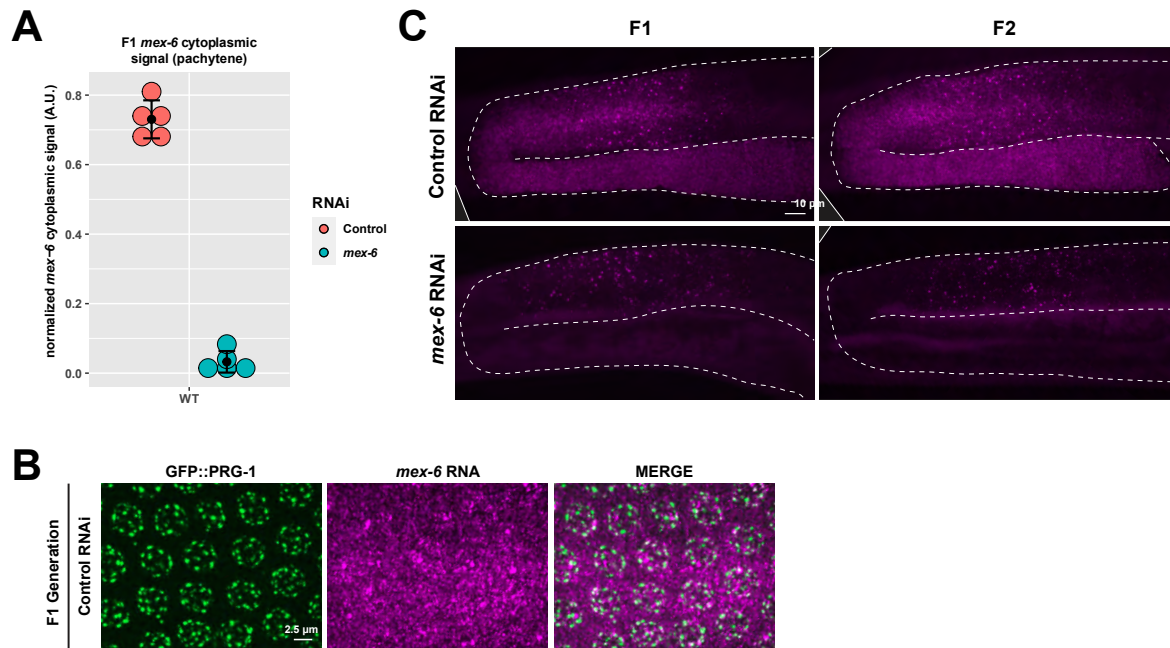 A
F1 mex-6 cytoplasmic
signal (pachytene)
normalized mex−6 cytoplasmic signal (A.U.)
0.8
0.6
0.4
0.2
0.0
WT
RNAi
Control
mex-6
C
F1
F2
Control RNAi
10 µm
mex-6 RNAi
B
GFP::PRG-1
mex-6 RNA
MERGE
F1 Generation
Control RNAi
2.5 µm